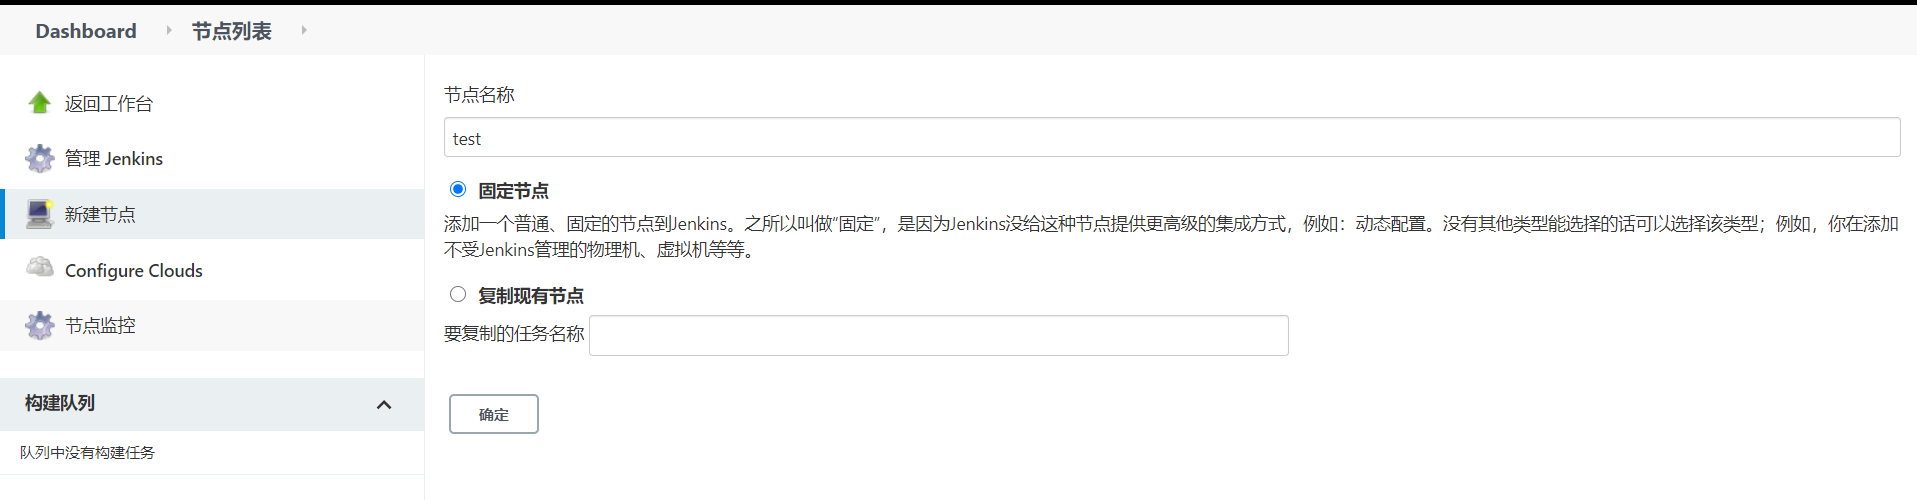 Dashboard 节点列表
返回工作台
管理 Jenkins
新建节点
Configure Clouds
节点监控
构建队列
队列中没有构建任务
节点名称
test
固定节点
添加一个普通、固定的节点到Jenkins。之所以叫做“固定”，是因为Jenkins没给这种节点提供更高级的集成方式，例如：动态配置。没有其他类型能选择的话可以选择该类型；例如，你在添加
不受Jenkins管理的物理机、虚拟机等等。
复制现有节点
要复制的任务名称
确定